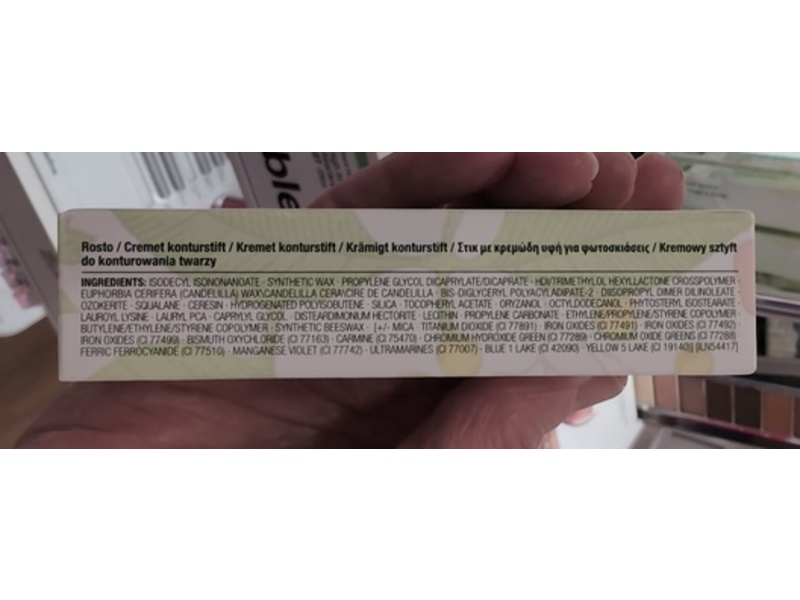 ble
Rosto / Cremet konturstift / Kremet konturstift / Krämigt konturstift / Στικ με κρεμώδη υφή για φωτοσκιάσεις / Kremowy sztyft
do konturowania twarzy
INGREDIENTS: ISODECYL ISONONANOATE · SYNTHETIC WAX · PROPYLENE GLYCOL DICAPRYLATE/DICAPRATE · HDI/TRIMETHYLOL HEXYLLACTONE CROSSPOLYMER ·
EUPHORBIA CERIFERA (CANDELILLA) WAX\CANDELILLA CERA\CIRE DE CANDELILLA · BIS-DIGLYCERYL POLYACYLADIPATE-2 · DIISOPROPYL DIMER DILINOLEATE ·
OZOKERITE · SQUALANE · CERESIN · HYDROGENATED POLYISOBUTENE · SILICA · TOCOPHERYL ACETATE · ORYZANOL · OCTYLDODECANOL · PHYTOSTERYL ISOSTEARATE ·
LAUROYL LYSINE · LAURYL PCA · CAPRYLYL GLYCOL · DISTEARDIMONIUM HECTORITE · LECITHIN · PROPYLENE CARBONATE · ETHYLENE/PROPYLENE/STYRENE COPOLYMER ·
BUTYLENE/ETHYLENE/STYRENE COPOLYMER · SYNTHETIC BEESWAX · [+/- MICA · TITANIUM DIOXIDE (CI 77891) · IRON OXIDES (CI 77491) · IRON OXIDES (CI 77492) ·
IRON OXIDES (CI 77499) · BISMUTH OXYCHLORIDE (CI 77163) · CARMINE (CI 75470) · CHROMIUM HYDROXIDE GREEN (CI 77289) · CHROMIUM OXIDE GREENS (CI 77288) ·
FERRIC FERROCYANIDE (CI 77510) · MANGANESE VIOLET (CI 77742) · ULTRAMARINES (CI 77007) · BLUE 1 LAKE (CI 42090) · YELLOW 5 LAKE (CI 19140)] [ILN54417]